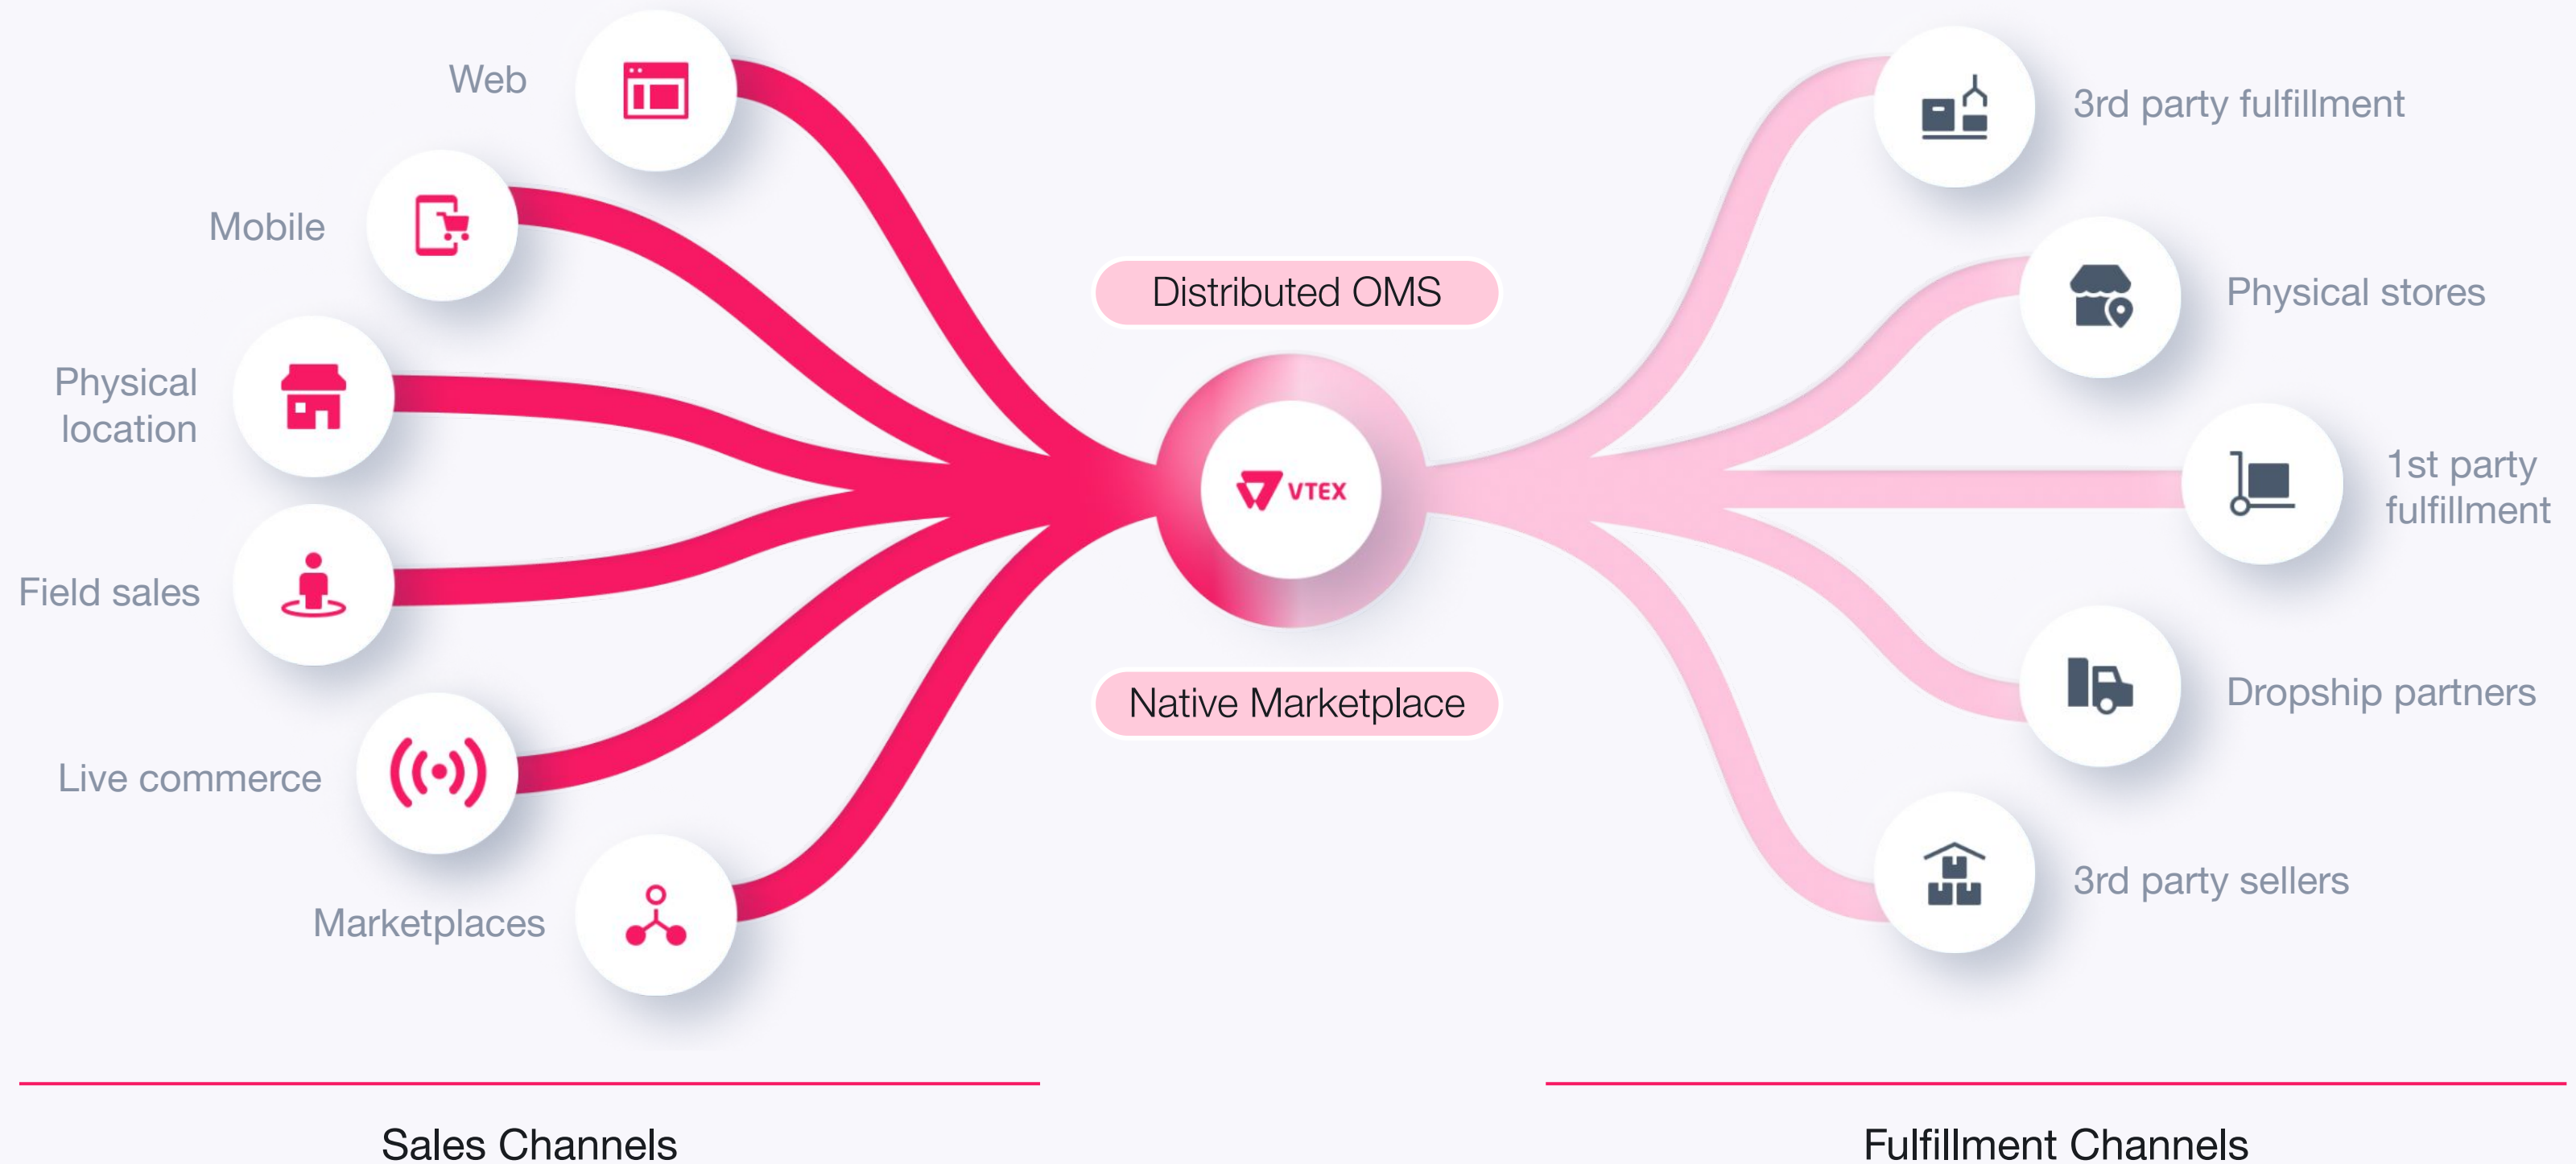 Web
Mobile
Physical
location
Field sales
Live commerce
Marketplaces
Distributed OMS
VTEX
Native Marketplace
3rd party fulfillment
Physical stores
1st party
fulfillment
Dropship partners
3rd party sellers
Sales Channels
Fulfillment Channels